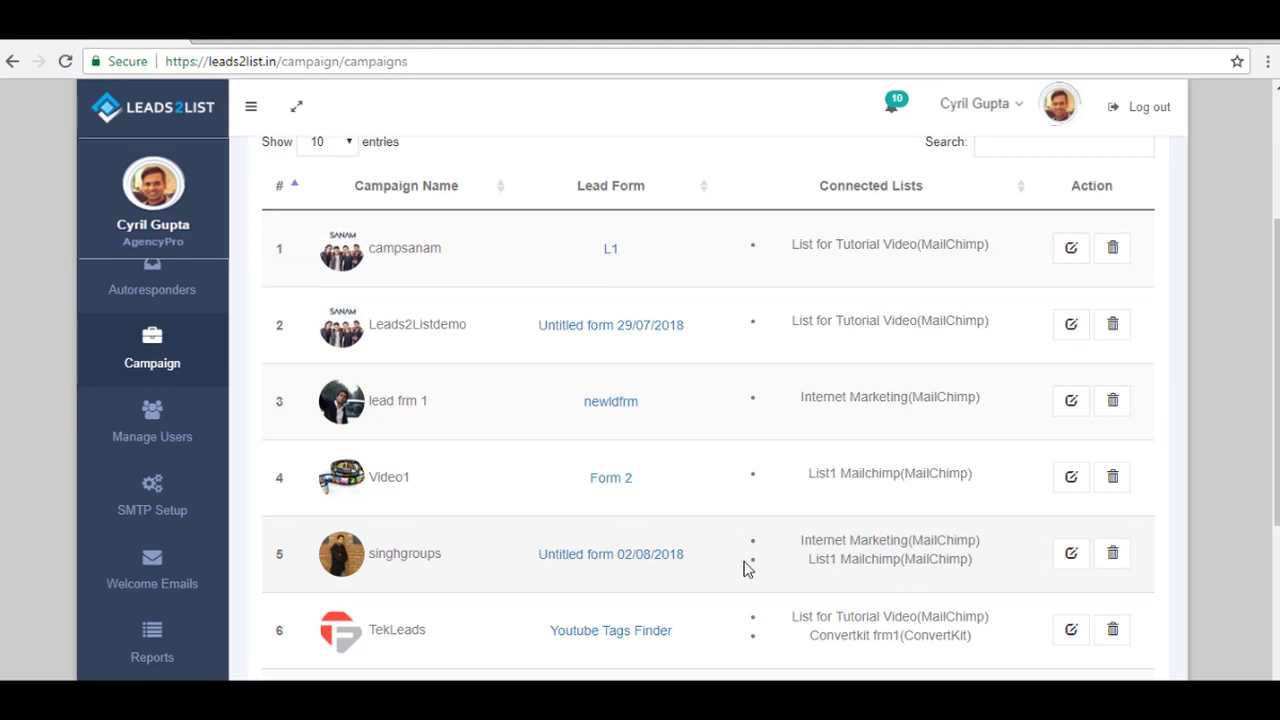 Secure https://leads2list.in/campaign/campaigns
LEADS2LIST
10
Cyril Gupta
Log out
Cyril Gupta
AgencyPro
Autoresponders
Campaign
Manage Users
SMTP Setup
Welcome Emails
Reports
Show 10 entries
Search:
# Campaign Name Lead Form Connected Lists Action
1 SANAM campsanam L1 • List for Tutorial Video(MailChimp)
2 SANAM Leads2Listdemo Untitled form 29/07/2018 • List for Tutorial Video(MailChimp)
3 lead frm 1 newldfrm • Internet Marketing(MailChimp)
4 Video1 Form 2 • List1 Mailchimp(MailChimp)
5 singhgroups Untitled form 02/08/2018 • Internet Marketing(MailChimp)
• List1 Mailchimp(MailChimp)
6 TekLeads Youtube Tags Finder • List for Tutorial Video(MailChimp)
• Convertkit frm1(ConvertKit)